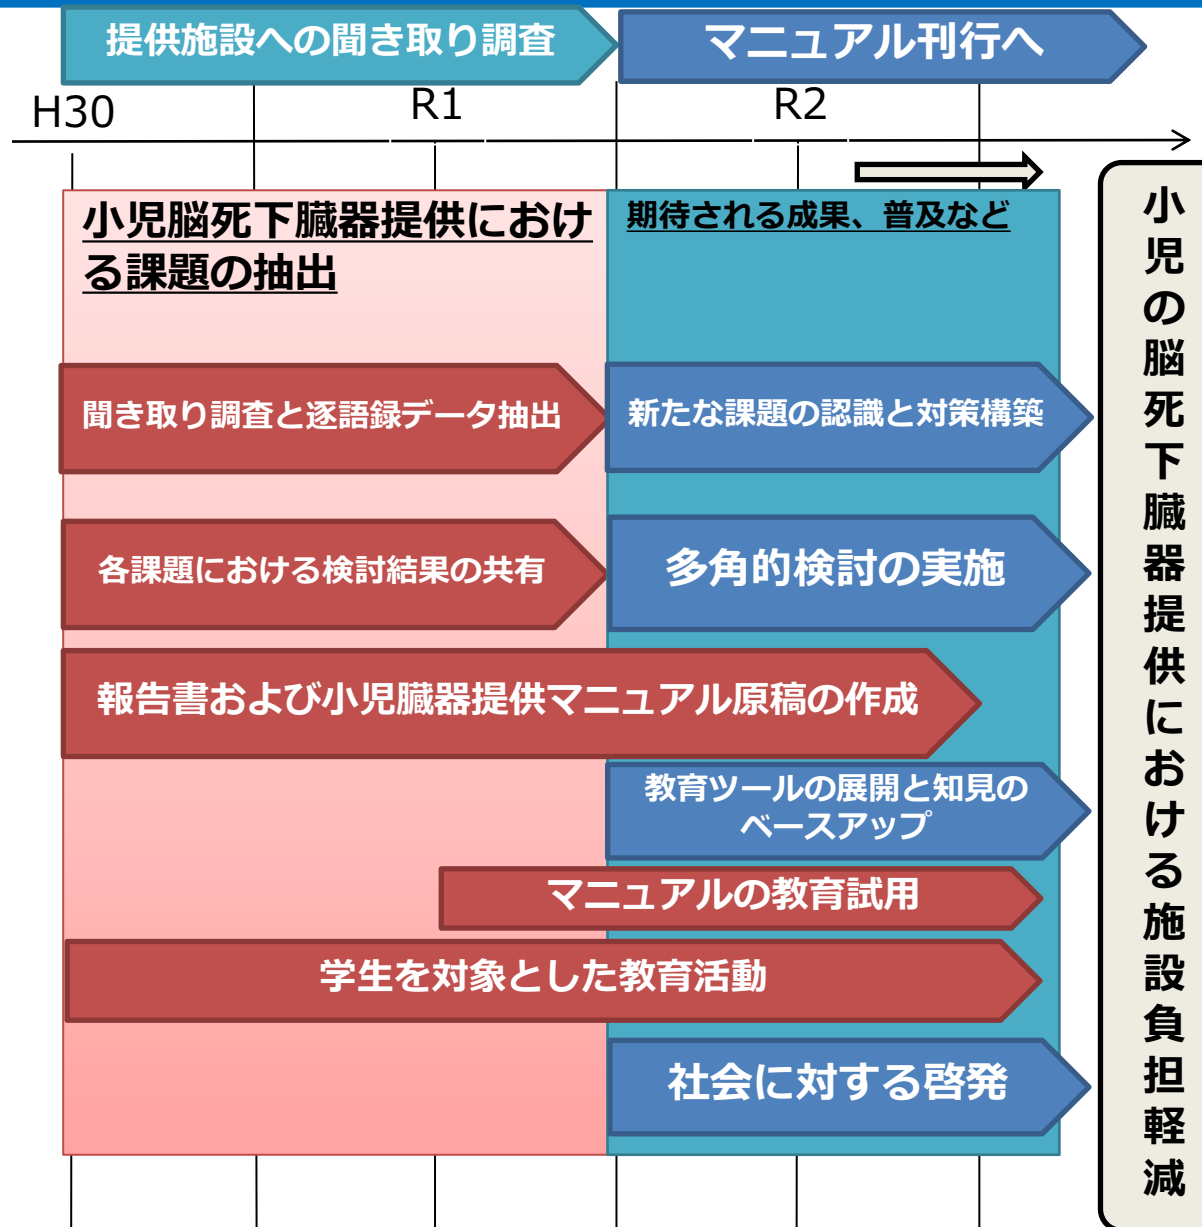 提供施設への聞き取り調査
マニュアル刊行へ
H30
R1
R2
小児脳死下臓器提供におけ
る課題の抽出
期待される成果、普及など
聞き取り調査と逐語録データ抽出
新たな課題の認識と対策構築
各課題における検討結果の共有
多角的検討の実施
報告書および小児臓器提供マニュアル原稿の作成
教育ツールの展開と知見の
ベースアップ
マニュアルの教育試用
学生を対象とした教育活動
社会に対する啓発
小児の脳死下臓器提供における施設負担軽減